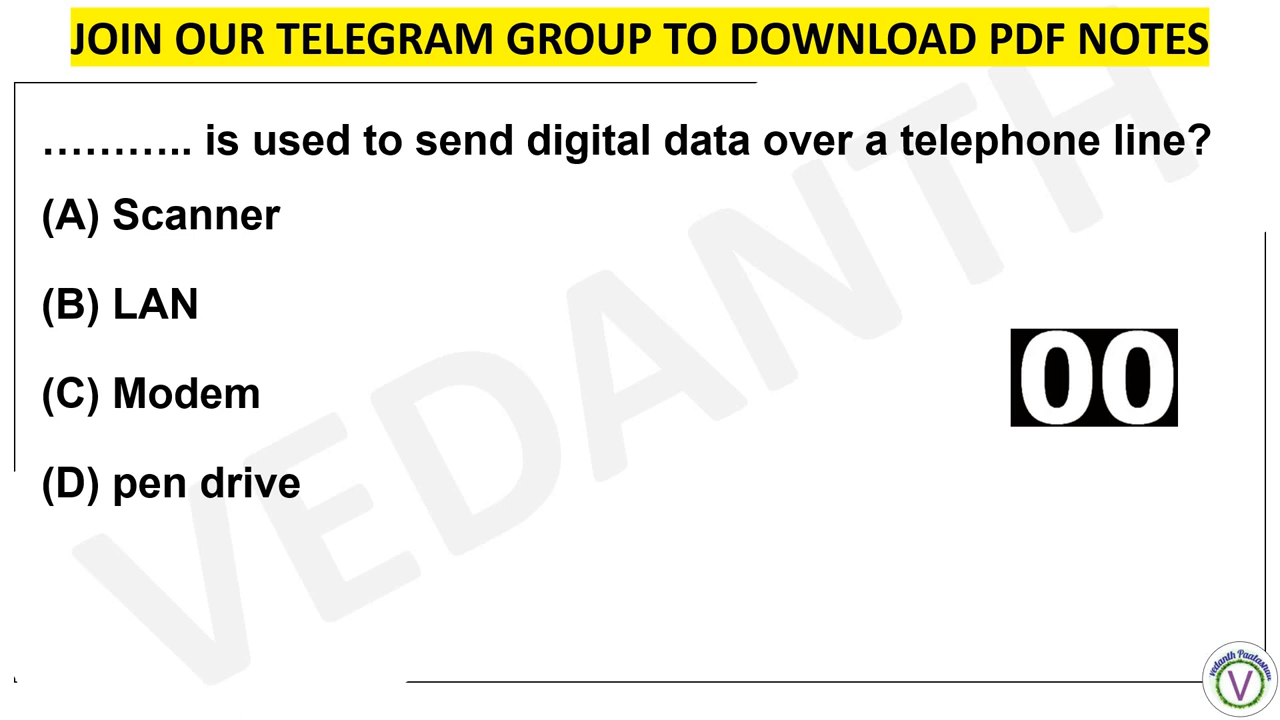 JOIN OUR TELEGRAM GROUP TO DOWNLOAD PDF NOTES
……….. is used to send digital data over a telephone line?
(A) Scanner
(B) LAN
(C) Modem
00
(D) pen drive
VEDANTH
V